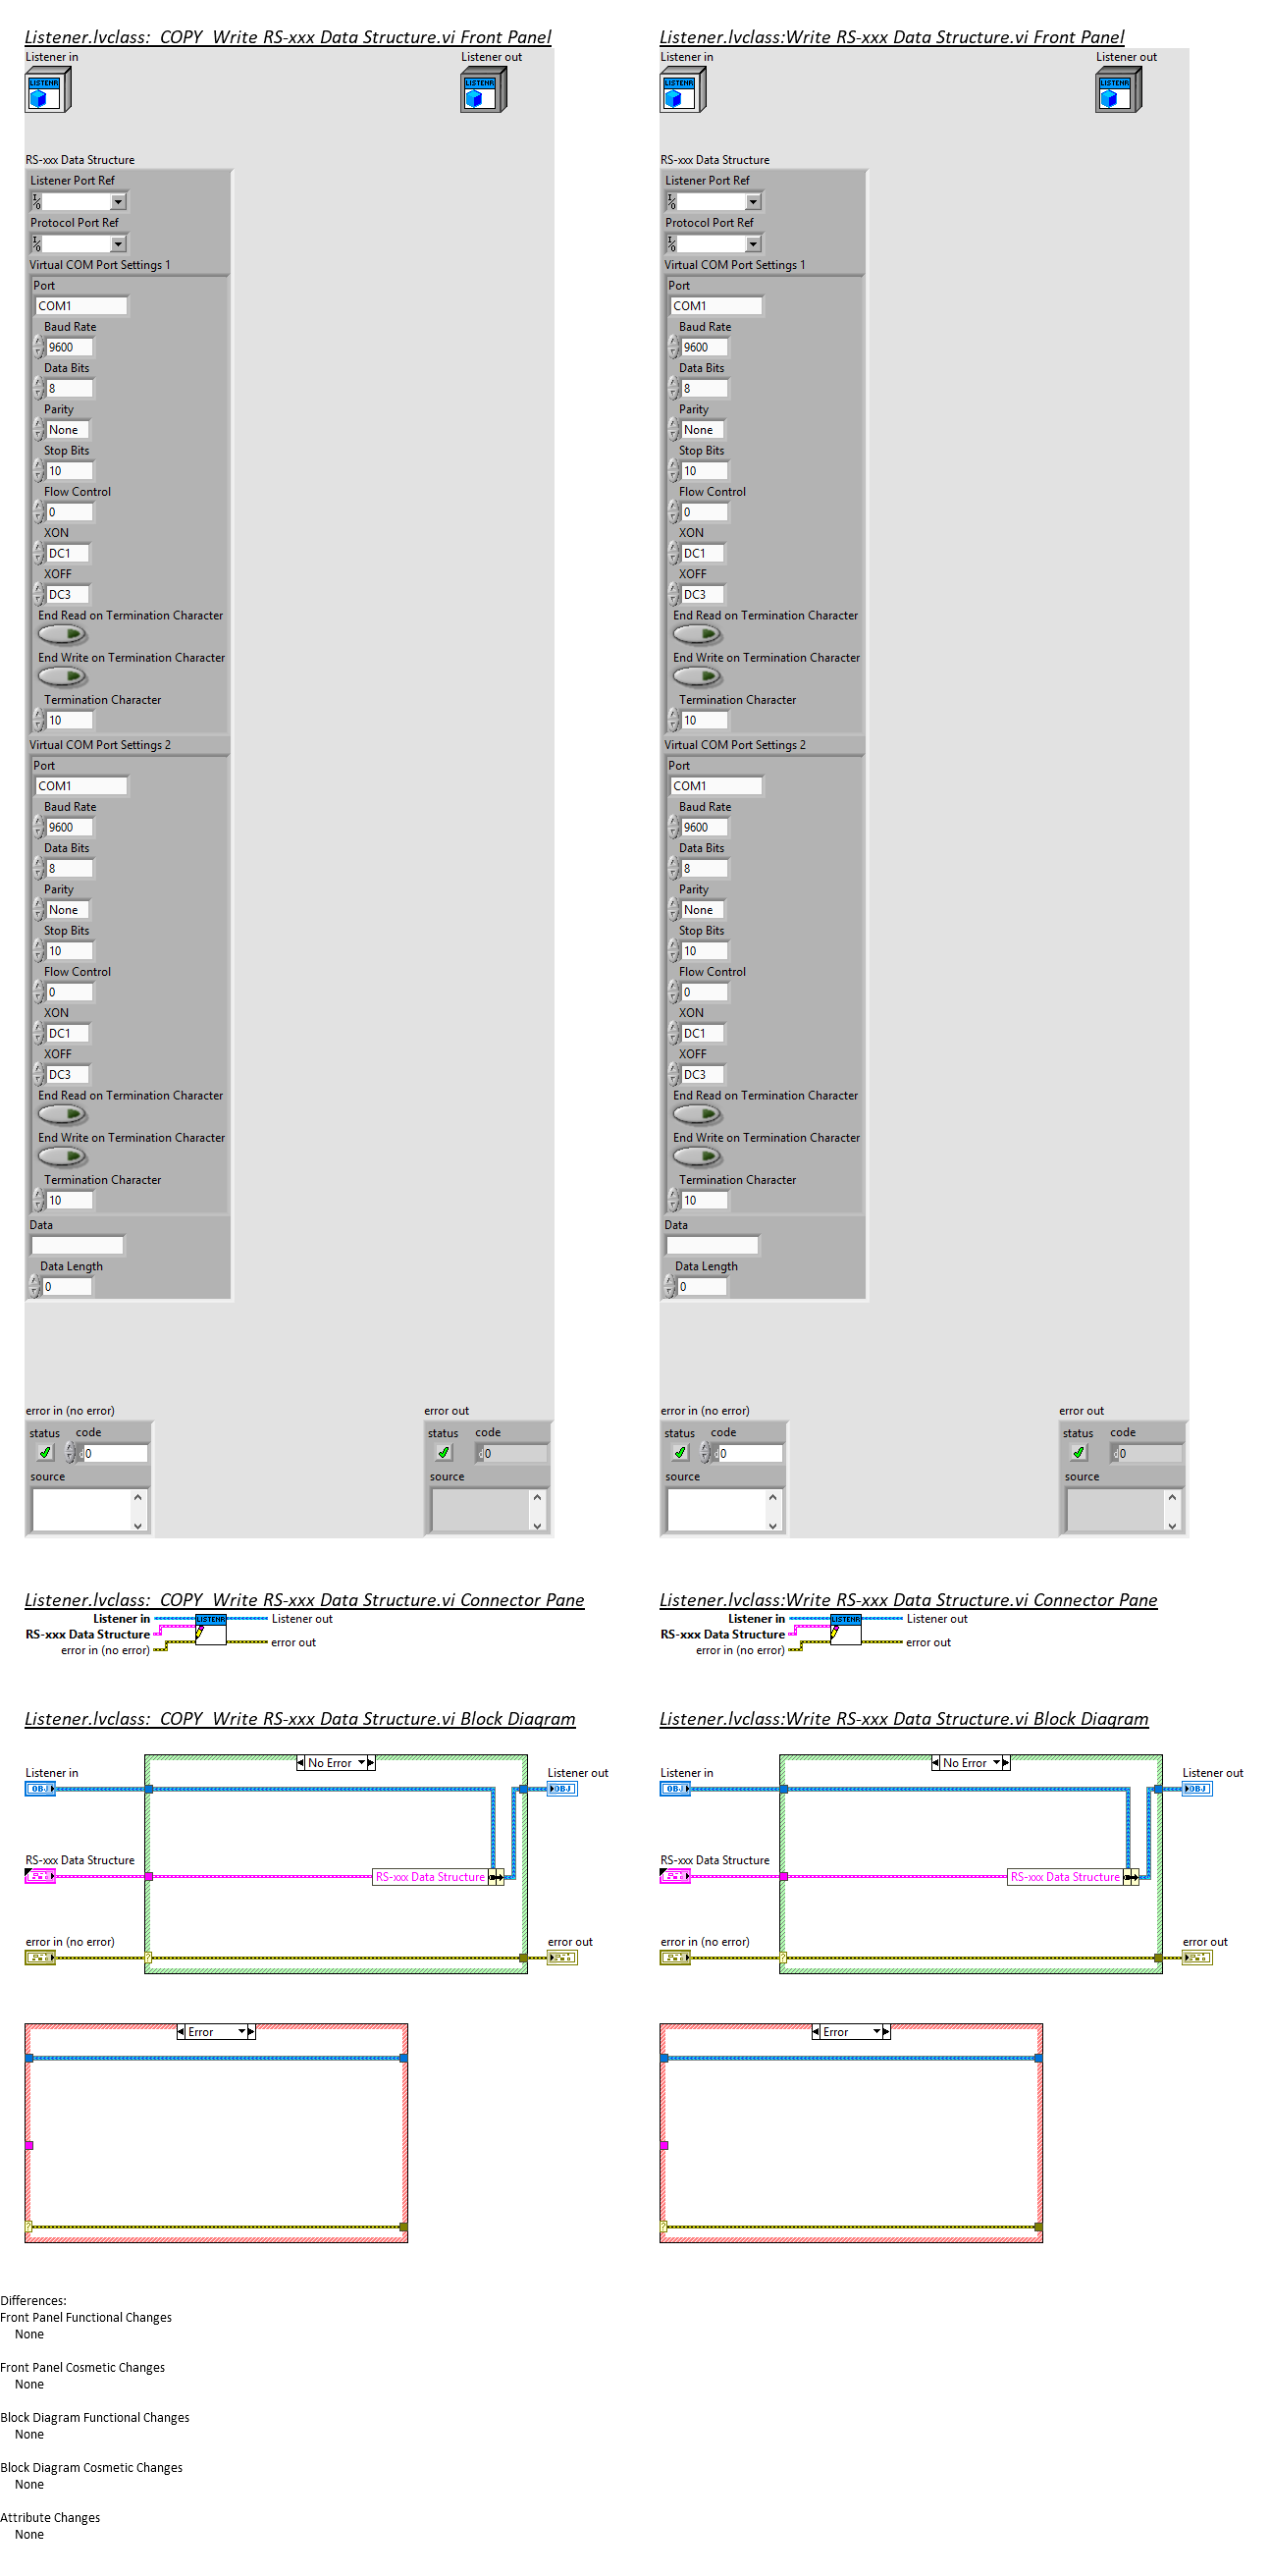 Listener.lvclass:_COPY_Write RS-xxx Data Structure.vi Front Panel
Listener in
Listener out
LISTENR
LISTENR
RS-xxx Data Structure
Listener Port Ref
Protocol Port Ref
Virtual COM Port Settings 1
Port
COM1
Baud Rate
9600
Data Bits
8
Parity
None
Stop Bits
10
Flow Control
0
XON
DC1
XOFF
DC3
End Read on Termination Character
End Write on Termination Character
Termination Character
10
Virtual COM Port Settings 2
Port
COM1
Baud Rate
9600
Data Bits
8
Parity
None
Stop Bits
10
Flow Control
0
XON
DC1
XOFF
DC3
End Read on Termination Character
End Write on Termination Character
Termination Character
10
Data
Data Length
0
error in (no error)
status code
0
source
error out
status code
0
source
Listener.lvclass:Write RS-xxx Data Structure.vi Front Panel
Listener in
Listener out
LISTENR
LISTENR
RS-xxx Data Structure
Listener Port Ref
Protocol Port Ref
Virtual COM Port Settings 1
Port
COM1
Baud Rate
9600
Data Bits
8
Parity
None
Stop Bits
10
Flow Control
0
XON
DC1
XOFF
DC3
End Read on Termination Character
End Write on Termination Character
Termination Character
10
Virtual COM Port Settings 2
Port
COM1
Baud Rate
9600
Data Bits
8
Parity
None
Stop Bits
10
Flow Control
0
XON
DC1
XOFF
DC3
End Read on Termination Character
End Write on Termination Character
Termination Character
10
Data
Data Length
0
error in (no error)
status code
0
source
error out
status code
0
source
Listener.lvclass:_COPY_Write RS-xxx Data Structure.vi Connector Pane
Listener in
LISTENR
Listener out
RS-xxx Data Structure
error in (no error)
error out
Listener.lvclass:Write RS-xxx Data Structure.vi Connector Pane
Listener in
LISTENR
Listener out
RS-xxx Data Structure
error in (no error)
error out
Listener.lvclass:_COPY_Write RS-xxx Data Structure.vi Block Diagram
No Error
Listener in
OBJ
Listener out
OBJ
RS-xxx Data Structure
RS-xxx Data Structure
error in (no error)
?
error out
Error
?
Listener.lvclass:Write RS-xxx Data Structure.vi Block Diagram
No Error
Listener in
OBJ
Listener out
OBJ
RS-xxx Data Structure
RS-xxx Data Structure
error in (no error)
?
error out
Error
?
Differences:
Front Panel Functional Changes
None
Front Panel Cosmetic Changes
None
Block Diagram Functional Changes
None
Block Diagram Cosmetic Changes
None
Attribute Changes
None